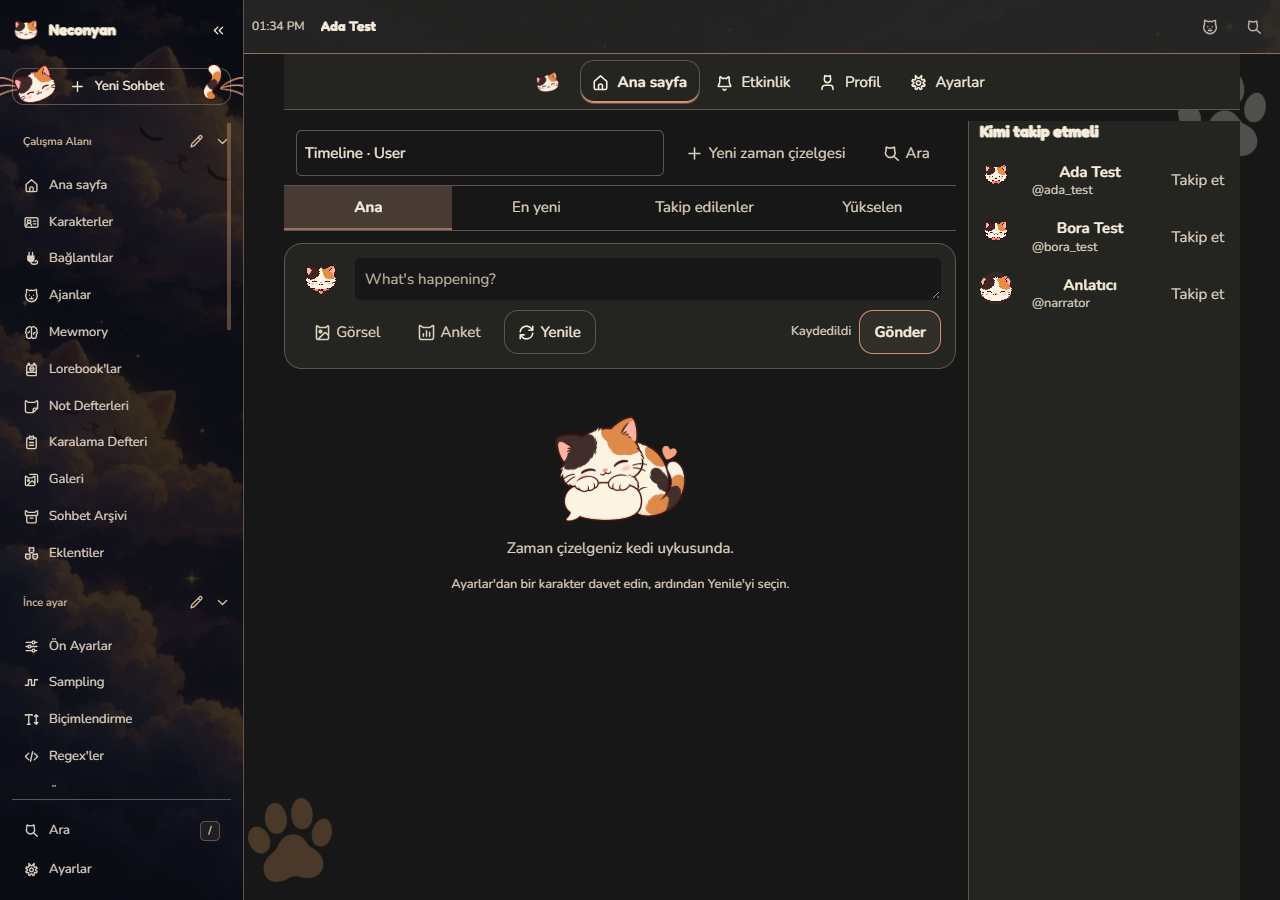 Neconyan
Yeni Sohbet
Çalışma Alanı
Ana sayfa
Karakterler
Bağlantılar
Ajanlar
Mewmory
Lorebook'lar
Not Defterleri
Karalama Defteri
Galeri
Sohbet Arşivi
Eklentiler
İnce ayar
Ön Ayarlar
Sampling
Biçimlendirme
Regex'ler
Ara /
Ayarlar
01:34 PM Ada Test
Ana sayfa Etkinlik Profil Ayarlar
Timeline · User Yeni zaman çizelgesi Ara
Ana En yeni Takip edilenler Yükselen
What's happening?
Görsel Anket Yenile Kaydedildi Gönder
Zaman çizelgeniz kedi uykusunda.
Ayarlar'dan bir karakter davet edin, ardından Yenile'yi seçin.
Kimi takip etmeli
Ada Test
@ada_test
Takip et
Bora Test
@bora_test
Takip et
Anlatıcı
@narrator
Takip et